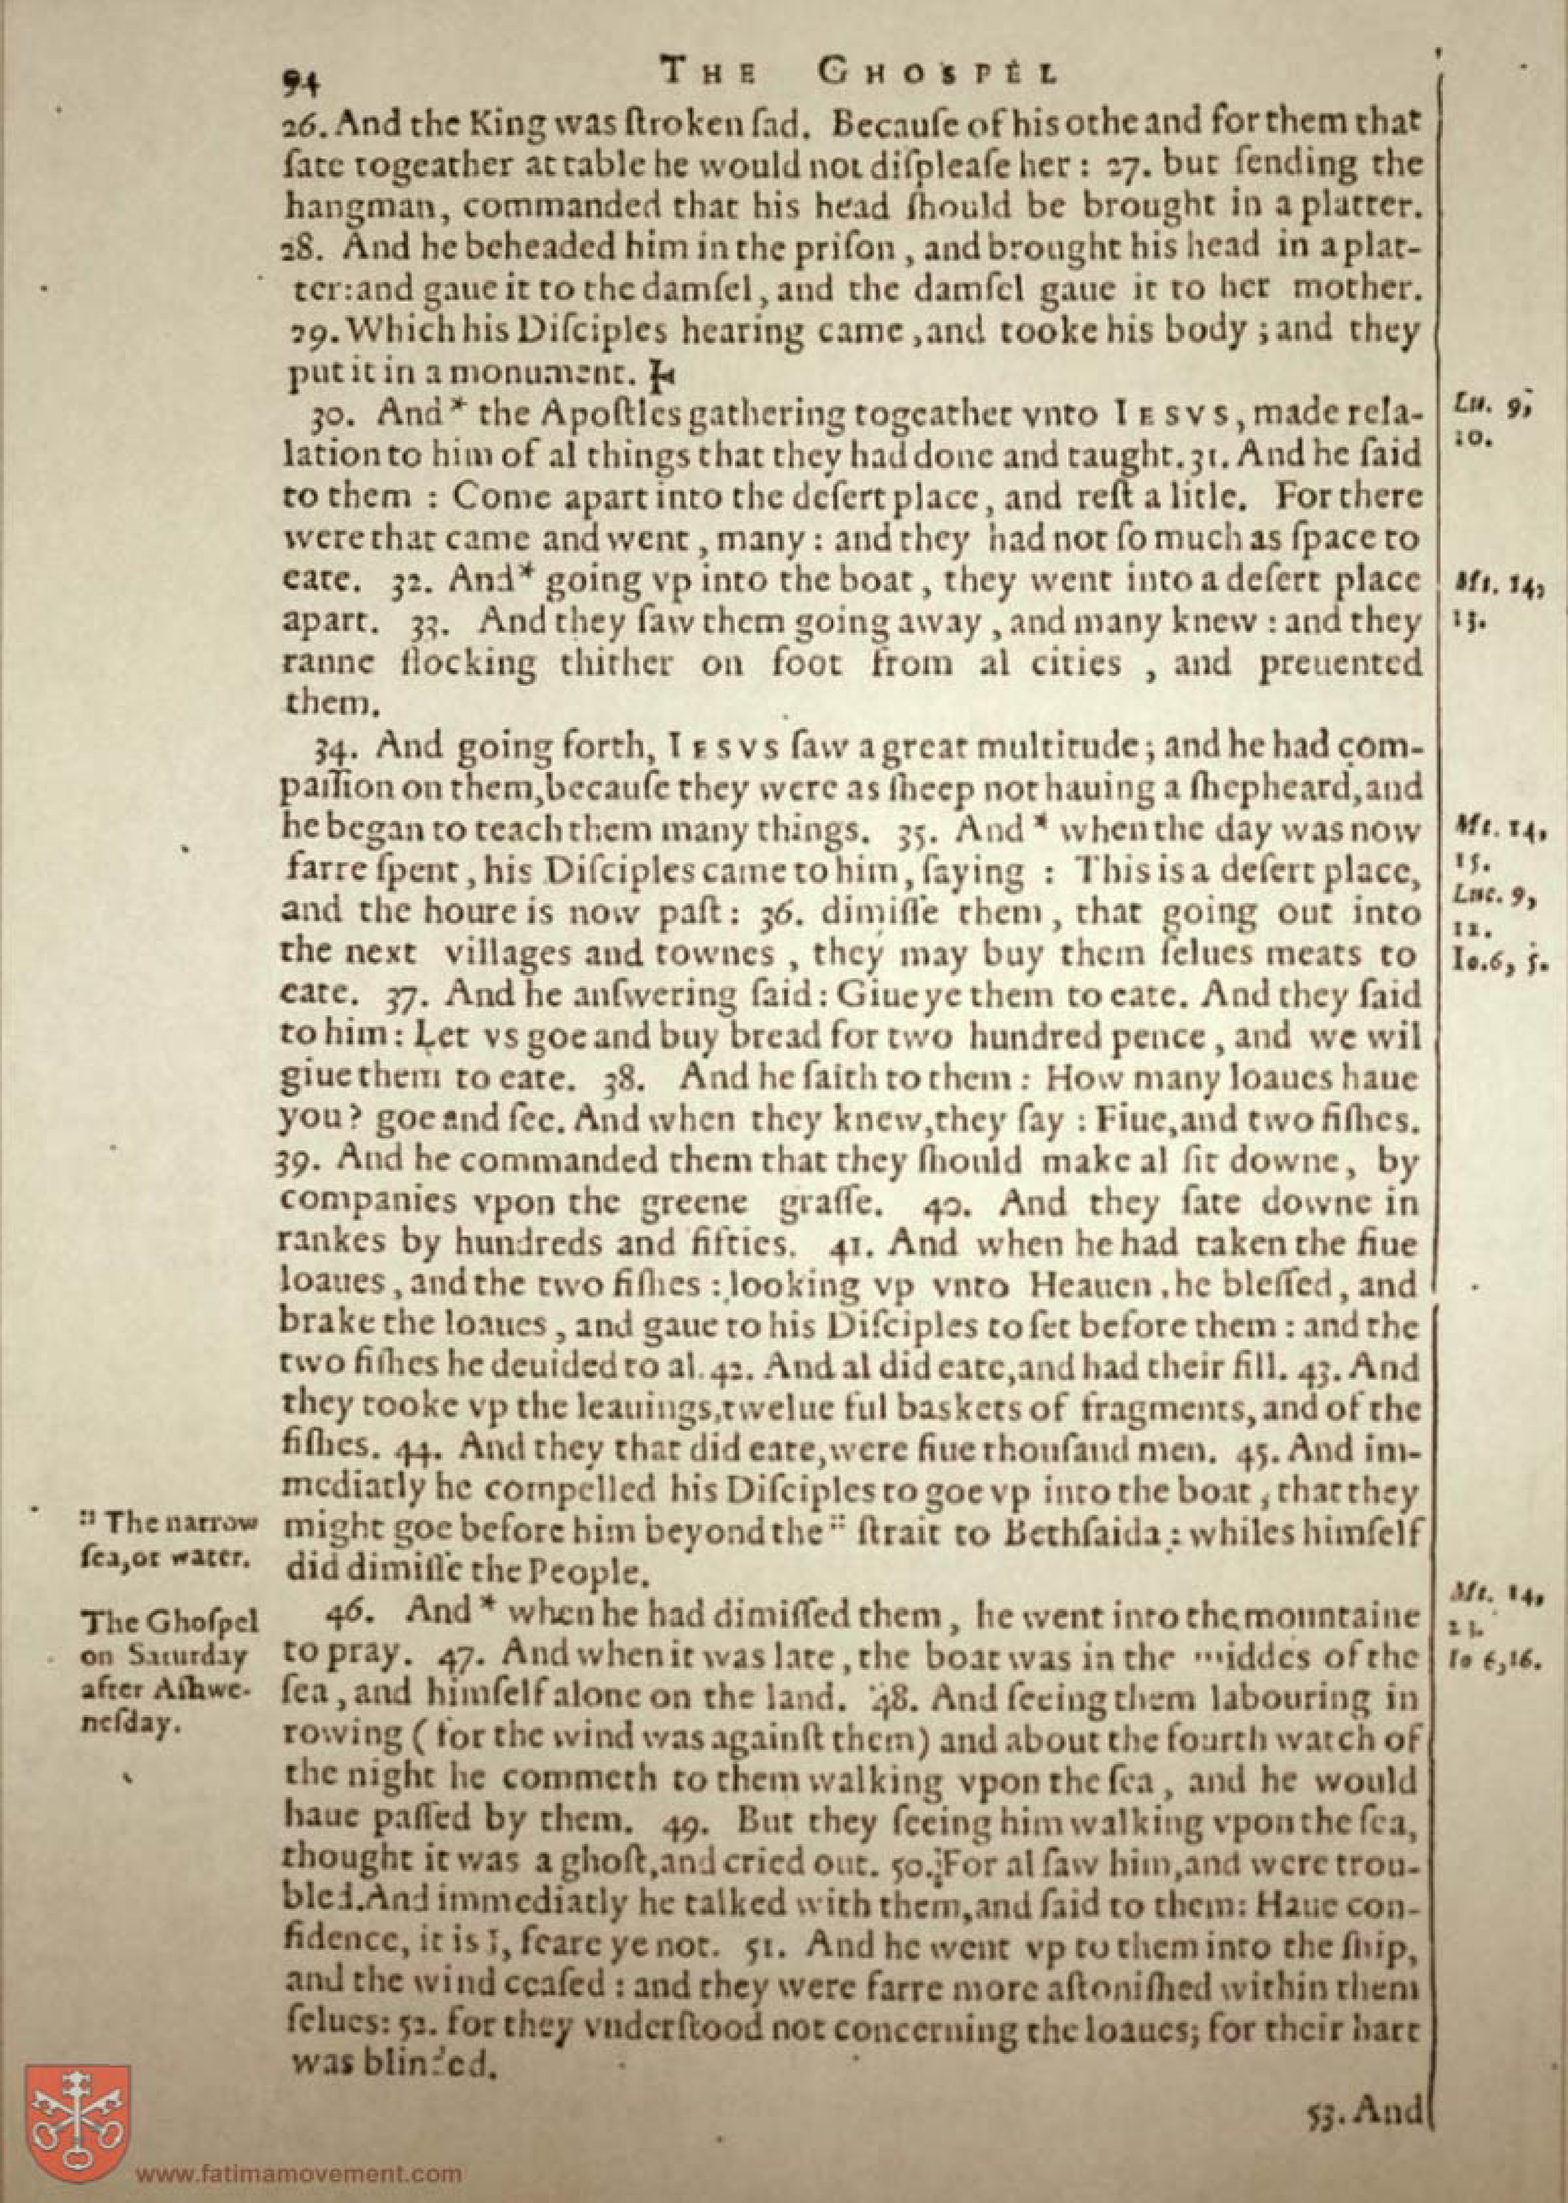 94
THE GHOSPEL
26. And the King was ſtroken ſad. Becauſe of his othe and for them that
ſate togeather at table he would not diſpleaſe her : 27. but ſending the
hangman, commanded that his head ſhould be brought in a platter.
28. And he beheaded him in the priſon , and brought his head in a plat-
ter: and gaue it to the damſel , and the damſel gaue it to her mother.
29. Which his Diſciples hearing came , and tooke his body ; and they
put it in a monument.
30. And * the Apoſtles gathering togeather vnto IESVS , made rela-
lation to him of al things that they had done and taught. 31. And he ſaid
to them : Come apart into the deſert place , and reſt a litle. For there
were that came and went , many : and they had not ſo much as ſpace to
eate. 32. And * going vp into the boat , they went into a deſert place
apart. 33. And they ſaw them going away , and many knew : and they
ranne flocking thither on foot from al cities , and preuented
them.
34. And going forth, IESVS ſaw a great multitude ; and he had com-
paſſion on them, becauſe they were as ſheep not hauing a ſhepheard, and
he began to teach them many things. 35. And * when the day was now
farre ſpent , his Diſciples came to him , ſaying : This is a deſert place,
and the houre is now paſt : 36. dimiſſe them , that going out into
the next villages and townes , they may buy them ſelues meats to
eate. 37. And he anſwering ſaid : Giue ye them to eate. And they ſaid
to him : Let vs goe and buy bread for two hundred pence , and we wil
giue them to eate. 38. And he ſaith to them : How many loaues haue
you ? goe and ſee. And when they knew, they ſay : Fiue, and two fiſhes.
39. And he commanded them that they ſhould make al ſit downe , by
companies vpon the greene graſſe. 40. And they ſate downe in
rankes by hundreds and fifties. 41. And when he had taken the fiue
loaues , and the two fiſhes : looking vp vnto Heauen , he bleſſed , and
brake the loaues , and gaue to his Diſciples to ſet before them : and the
two fiſhes he deuided to al. 42. And al did eate, and had their fill. 43. And
they tooke vp the leauings, twelue ful baskets of fragments, and of the
fiſhes. 44. And they that did eate, were fiue thouſand men. 45. And im-
mediatly he compelled his Diſciples to goe vp into the boat , that they
might goe before him beyond the :: ſtrait to Bethſaida : whiles himſelf
did dimiſſe the People.
46. And * when he had dimiſſed them , he went into the mountaine
to pray. 47. And when it was late , the boat was in the middes of the
ſea , and himſelf alone on the land. 48. And ſeeing them labouring in
rowing ( for the wind was againſt them ) and about the fourth watch of
the night he commeth to them walking vpon the ſea , and he would
haue paſſed by them. 49. But they ſeeing him walking vpon the ſea,
thought it was a ghoſt, and cried out. 50. For al ſaw him, and were trou-
bled. And immediatly he talked with them, and ſaid to them : Haue con-
fidence, it is I, feare ye not. 51. And he went vp to them into the ſhip,
and the wind ceaſed : and they were farre more aſtoniſhed within them
ſelues: 52. for they vnderſtood not concerning the loaues; for their hart
was blinded.
53. And
Lu. 9,
10.
Mt. 14,
13.
Mt. 14,
15.
Luc. 9,
12.
Io.6, 5.
Mt. 14,
23.
Io 6,16.
:: The narrow
ſea, or water.
The Ghoſpel
on Saturday
after Aſhwe-
neſday.
www.fatimamovement.com